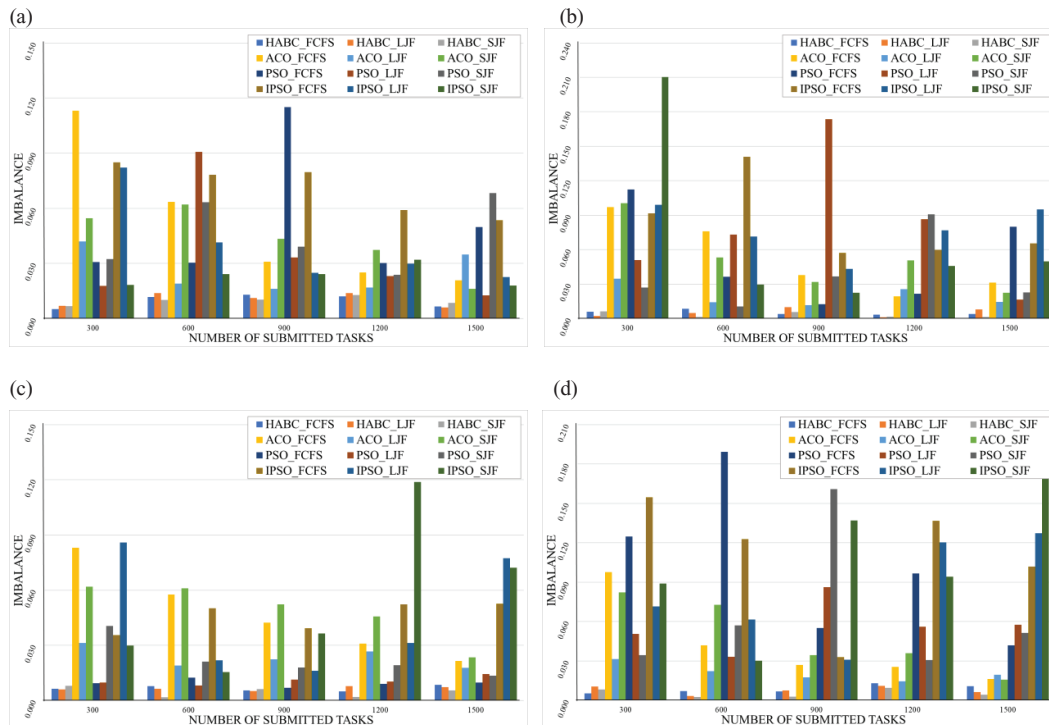 (a)
HABC_FCFS HABC_LJF HABC_SJF
ACO_FCFS ACO_LJF ACO_SJF
PSO_FCFS PSO_LJF PSO_SJF
IPSO_FCFS IPSO_LJF IPSO_SJF
0.150
0.120
0.090
0.060
0.030
0.000
IMBALANCE
300 600 900 1200 1500
NUMBER OF SUBMITTED TASKS
(b)
HABC_FCFS HABC_LJF HABC_SJF
ACO_FCFS ACO_LJF ACO_SJF
PSO_FCFS PSO_LJF PSO_SJF
IPSO_FCFS IPSO_LJF IPSO_SJF
0.240
0.210
0.180
0.150
0.120
0.090
0.060
0.030
0.000
IMBALANCE
300 600 900 1200 1500
NUMBER OF SUBMITTED TASKS
(c)
HABC_FCFS HABC_LJF HABC_SJF
ACO_FCFS ACO_LJF ACO_SJF
PSO_FCFS PSO_LJF PSO_SJF
IPSO_FCFS IPSO_LJF IPSO_SJF
0.150
0.120
0.090
0.060
0.030
0.000
IMBALANCE
300 600 900 1200 1500
NUMBER OF SUBMITTED TASKS
(d)
HABC_FCFS HABC_LJF HABC_SJF
ACO_FCFS ACO_LJF ACO_SJF
PSO_FCFS PSO_LJF PSO_SJF
IPSO_FCFS IPSO_LJF IPSO_SJF
0.210
0.180
0.150
0.120
0.090
0.060
0.030
0.000
IMBALANCE
300 600 900 1200 1500
NUMBER OF SUBMITTED TASKS